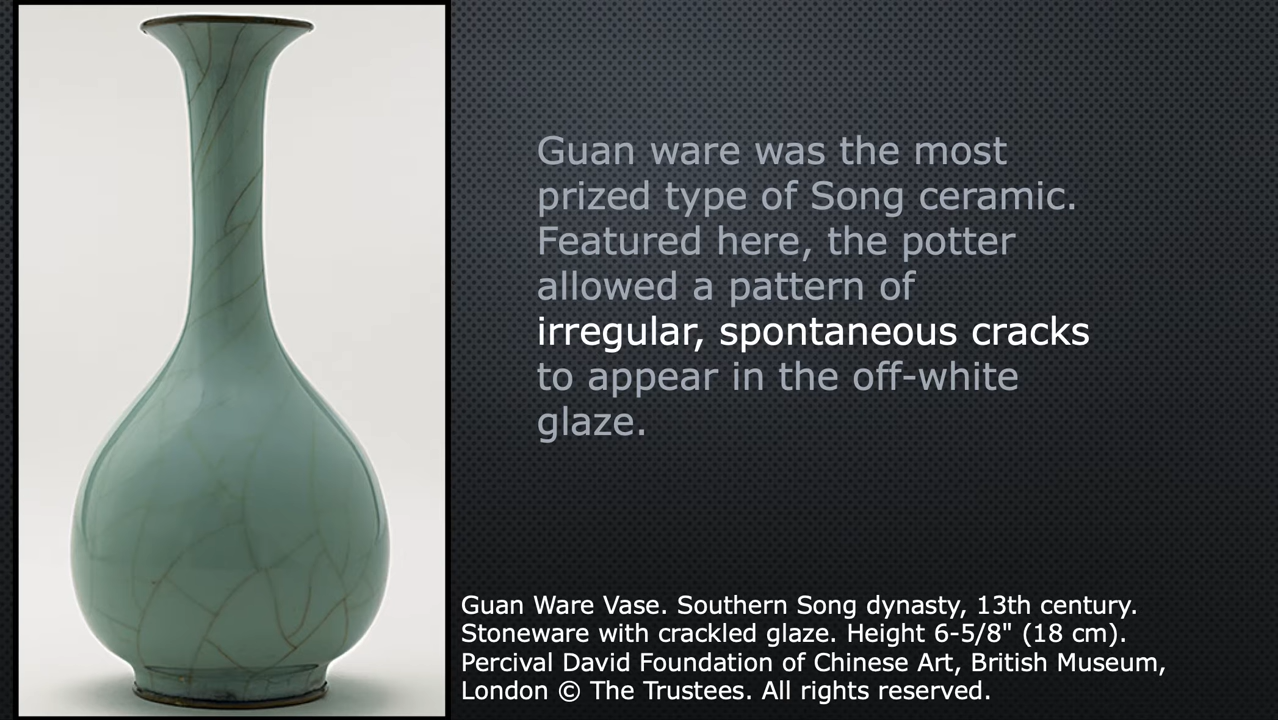 Guan ware was the most
prized type of Song ceramic.
Featured here, the potter
allowed a pattern of
irregular, spontaneous cracks
to appear in the off-white
glaze.
Guan Ware Vase. Southern Song dynasty, 13th century.
Stoneware with crackled glaze. Height 6-5/8" (18 cm).
Percival David Foundation of Chinese Art, British Museum,
London © The Trustees. All rights reserved.